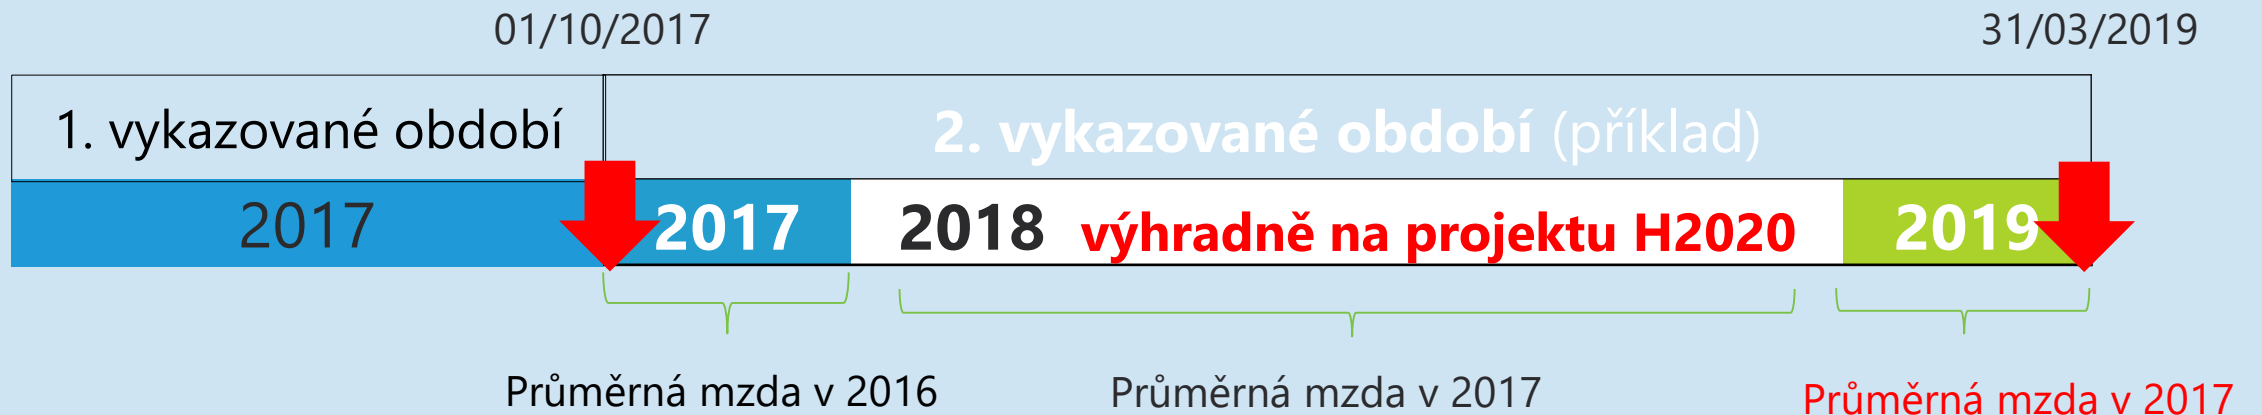 01/10/2017
31/03/2019
1. vykazované období
2. vykazované období (příklad)
2017
2017
2018 výhradně na projektu H2020
2019
Průměrná mzda v 2016
Průměrná mzda v 2017
Průměrná mzda v 2017